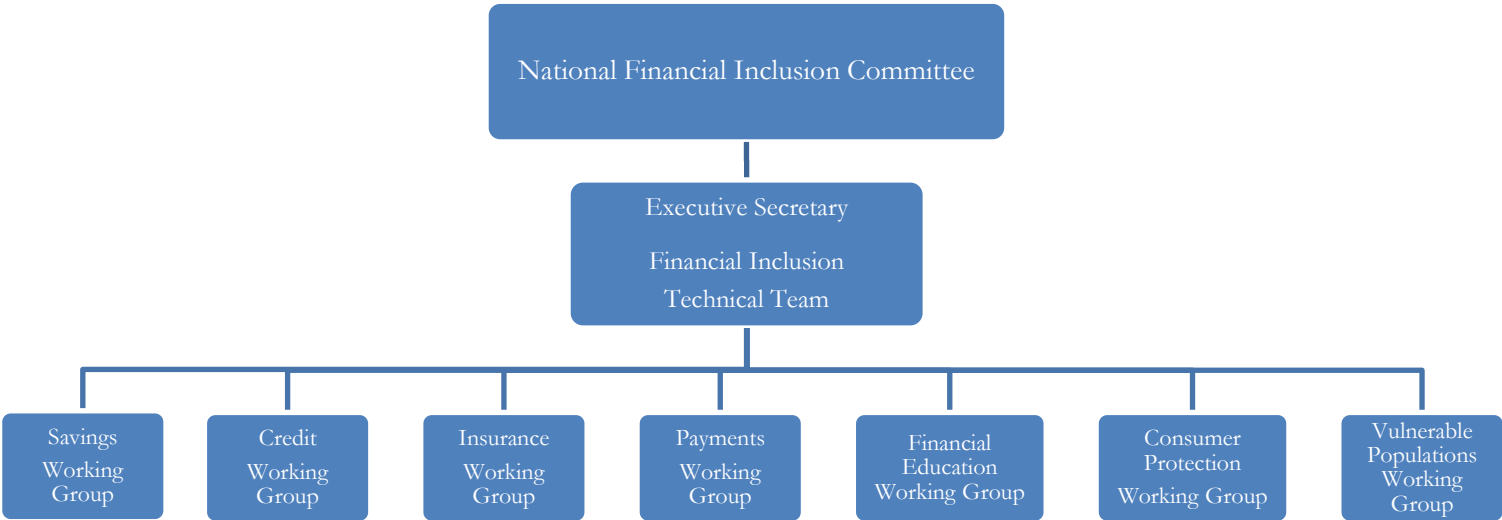 National Financial Inclusion Committee
Executive Secretary
Financial Inclusion
Technical Team
Savings
Working
Group
Credit
Working
Group
Insurance
Working
Group
Payments
Working
Group
Financial
Education
Working Group
Consumer
Protection
Working Group
Vulnerable
Populations
Working
Group